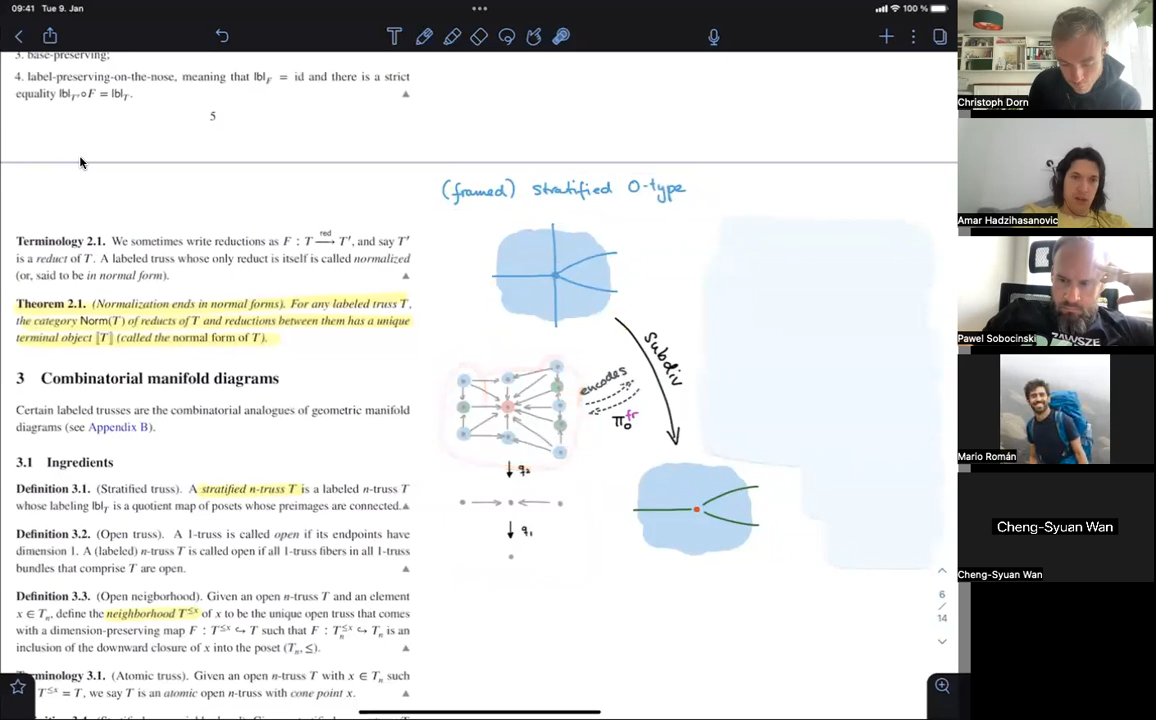 09:41 Tue 9. Jan
100 %
3. base-preserving;
4. label-preserving-on-the-nose, meaning that lbl_F = id and there is a strict
equality lbl_T' ∘ F = lbl_T. ▲
5
(framed) stratified 0-type
Terminology 2.1. We sometimes write reductions as F : T —red→ T', and say T'
is a reduct of T. A labeled truss whose only reduct is itself is called normalized
(or, said to be in normal form). ▲
Theorem 2.1. (Normalization ends in normal forms). For any labeled truss T,
the category Norm(T) of reducts of T and reductions between them has a unique
terminal object ⟦T⟧ (called the normal form of T).
Subdiv
encodes
π₀^fr
q₂
q₁
3 Combinatorial manifold diagrams
Certain labeled trusses are the combinatorial analogues of geometric manifold
diagrams (see Appendix B).
3.1 Ingredients
Definition 3.1. (Stratified truss). A stratified n-truss T is a labeled n-truss T
whose labeling lbl_T is a quotient map of posets whose preimages are connected. ▲
Definition 3.2. (Open truss). A 1-truss is called open if its endpoints have
dimension 1. A (labeled) n-truss T is called open if all 1-truss fibers in all 1-truss
bundles that comprise T are open. ▲
Definition 3.3. (Open neigborhood). Given an open n-truss T and an element
x ∈ T_n, define the neighborhood T^≤x of x to be the unique open truss that comes
with a dimension-preserving map F : T^≤x ↪ T such that F : T_n^≤x ↪ T_n is an
inclusion of the downward closure of x into the poset (T_n, ≤). ▲
rminology 3.1. (Atomic truss). Given an open n-truss T with x ∈ T_n such
T^≤x = T, we say T is an atomic open n-truss with cone point x. ▲
6
/
14
Christoph Dorn
Amar Hadzihasanovic
ZAWSZE
Pawel Sobocinski
Mario Román
Cheng-Syuan Wan
Cheng-Syuan Wan